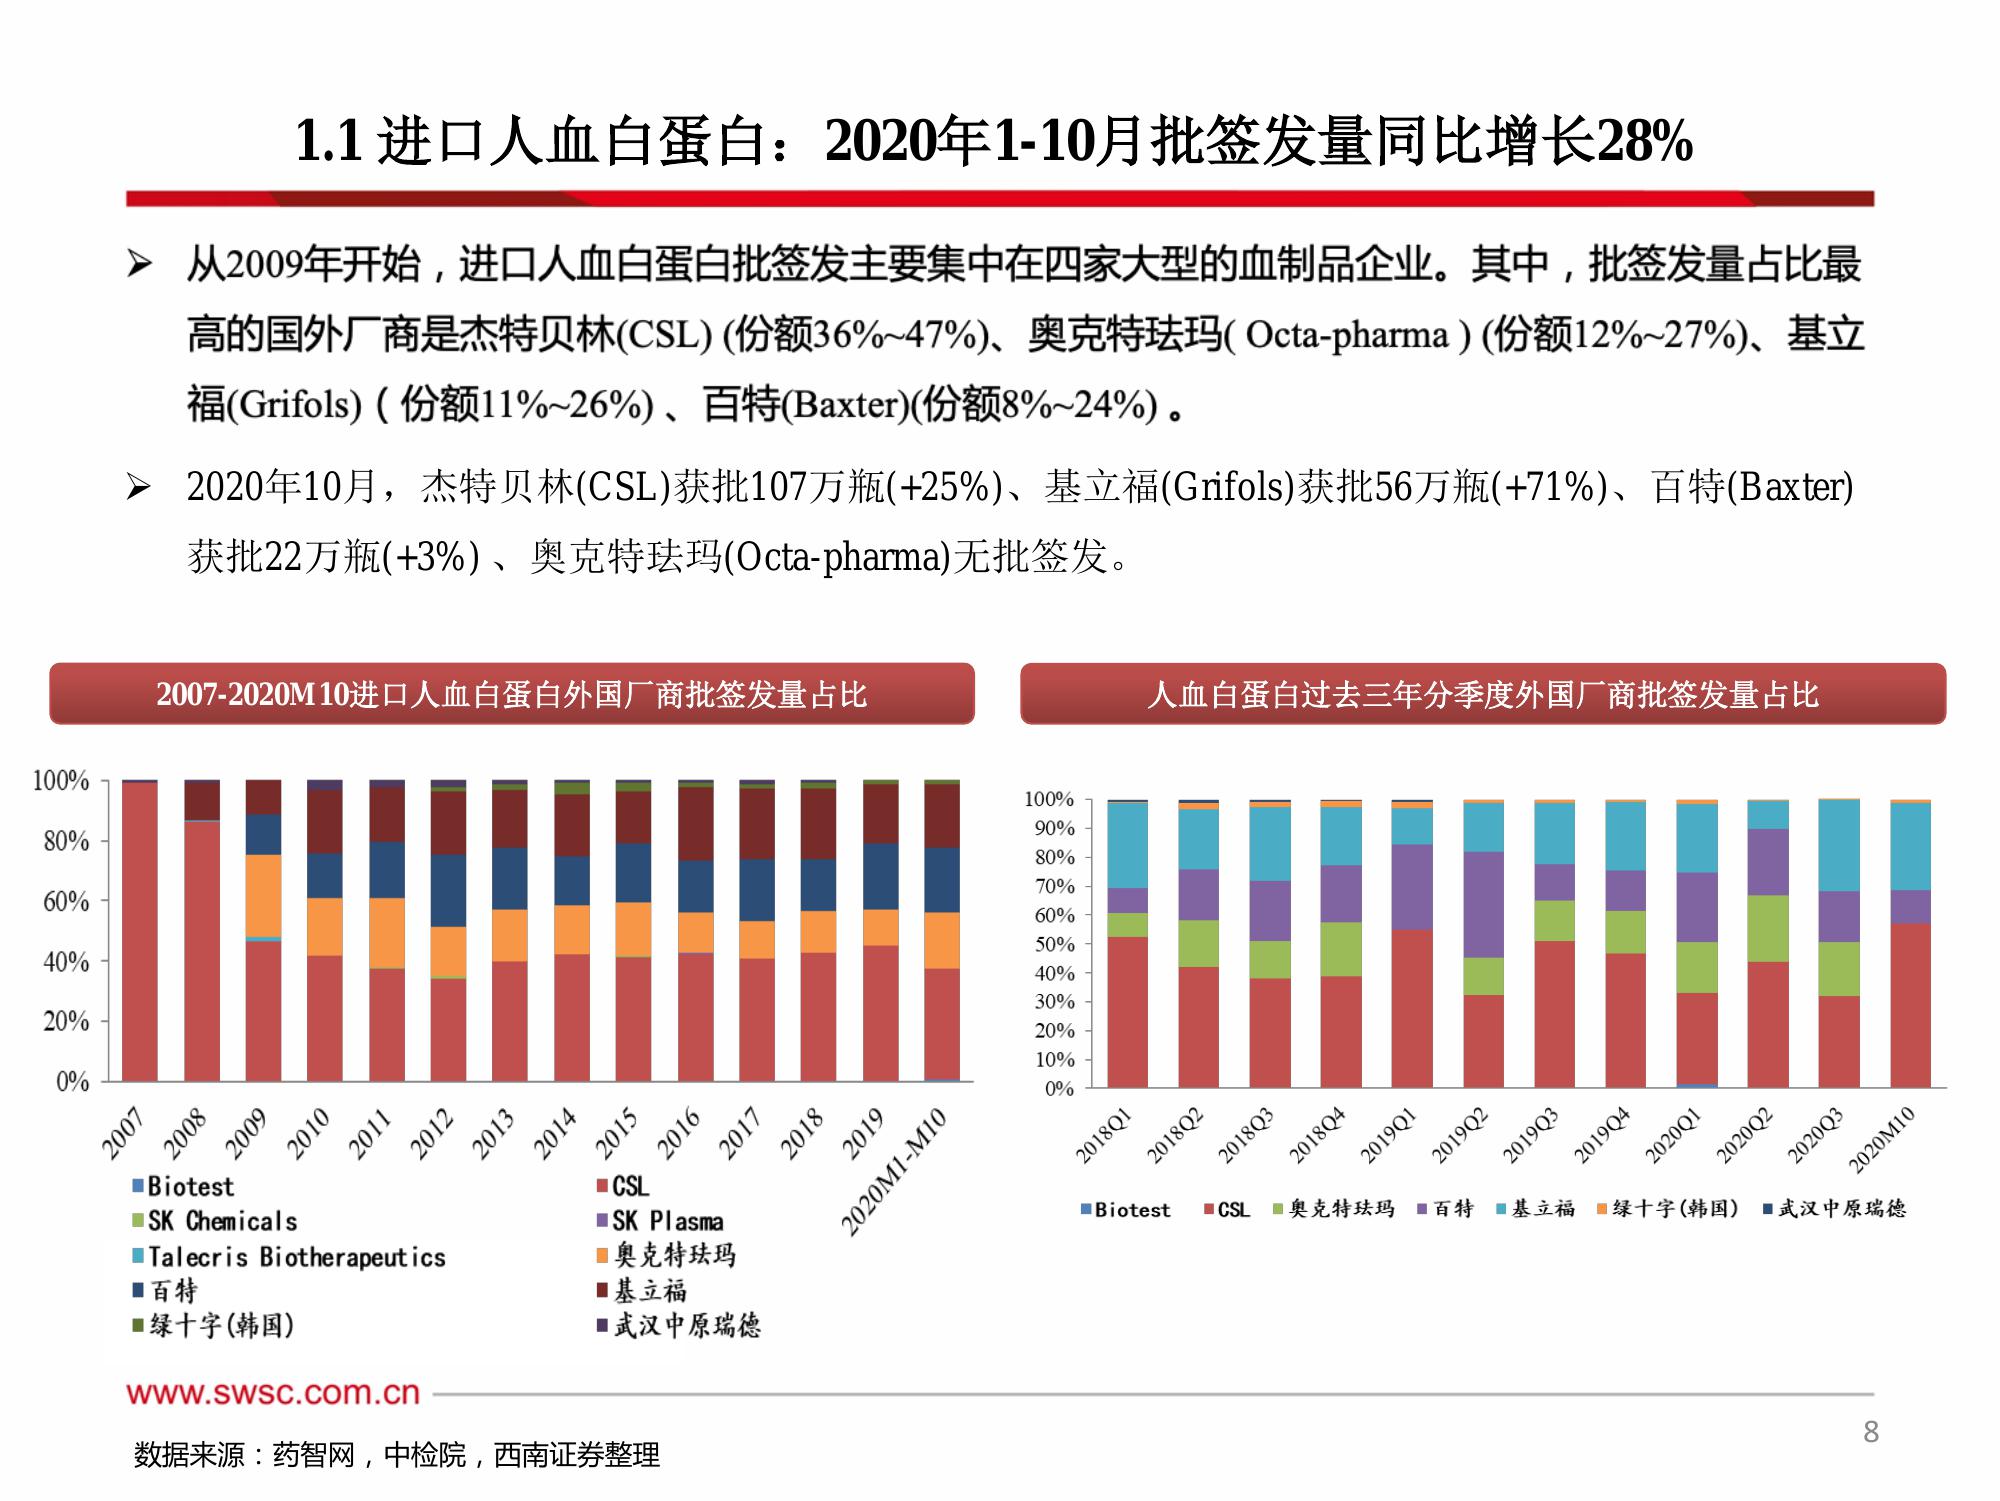 1.1 进口人血白蛋白：2020年1-10月批签发量同比增长28%
➢ 从2009年开始，进口人血白蛋白批签发主要集中在四家大型的血制品企业。其中，批签发量占比最
高的国外厂商是杰特贝林(CSL) (份额36%~47%)、奥克特珐玛( Octa-pharma ) (份额12%~27%)、基立
福(Grifols)（ 份额11%~26%) 、百特(Baxter)(份额8%~24%) 。
➢ 2020年10月，杰特贝林(CSL)获批107万瓶(+25%)、基立福(Grifols)获批56万瓶(+71%)、百特(Baxter)
获批22万瓶(+3%) 、奥克特珐玛(Octa-pharma)无批签发。
2007-2020M10进口人血白蛋白外国厂商批签发量占比
100%
80%
60%
40%
20%
0%
2007 2008 2009 2010 2011 2012 2013 2014 2015 2016 2017 2018 2019 2020M1-M10
Biotest CSL
SK Chemicals SK Plasma
Talecris Biotherapeutics 奥克特珐玛
百特 基立福
绿十字(韩国) 武汉中原瑞德
人血白蛋白过去三年分季度外国厂商批签发量占比
100%
90%
80%
70%
60%
50%
40%
30%
20%
10%
0%
2018Q1 2018Q2 2018Q3 2018Q4 2019Q1 2019Q2 2019Q3 2019Q4 2020Q1 2020Q2 2020Q3 2020M10
Biotest CSL 奥克特珐玛 百特 基立福 绿十字(韩国) 武汉中原瑞德
www.swsc.com.cn
8
数据来源：药智网，中检院，西南证券整理